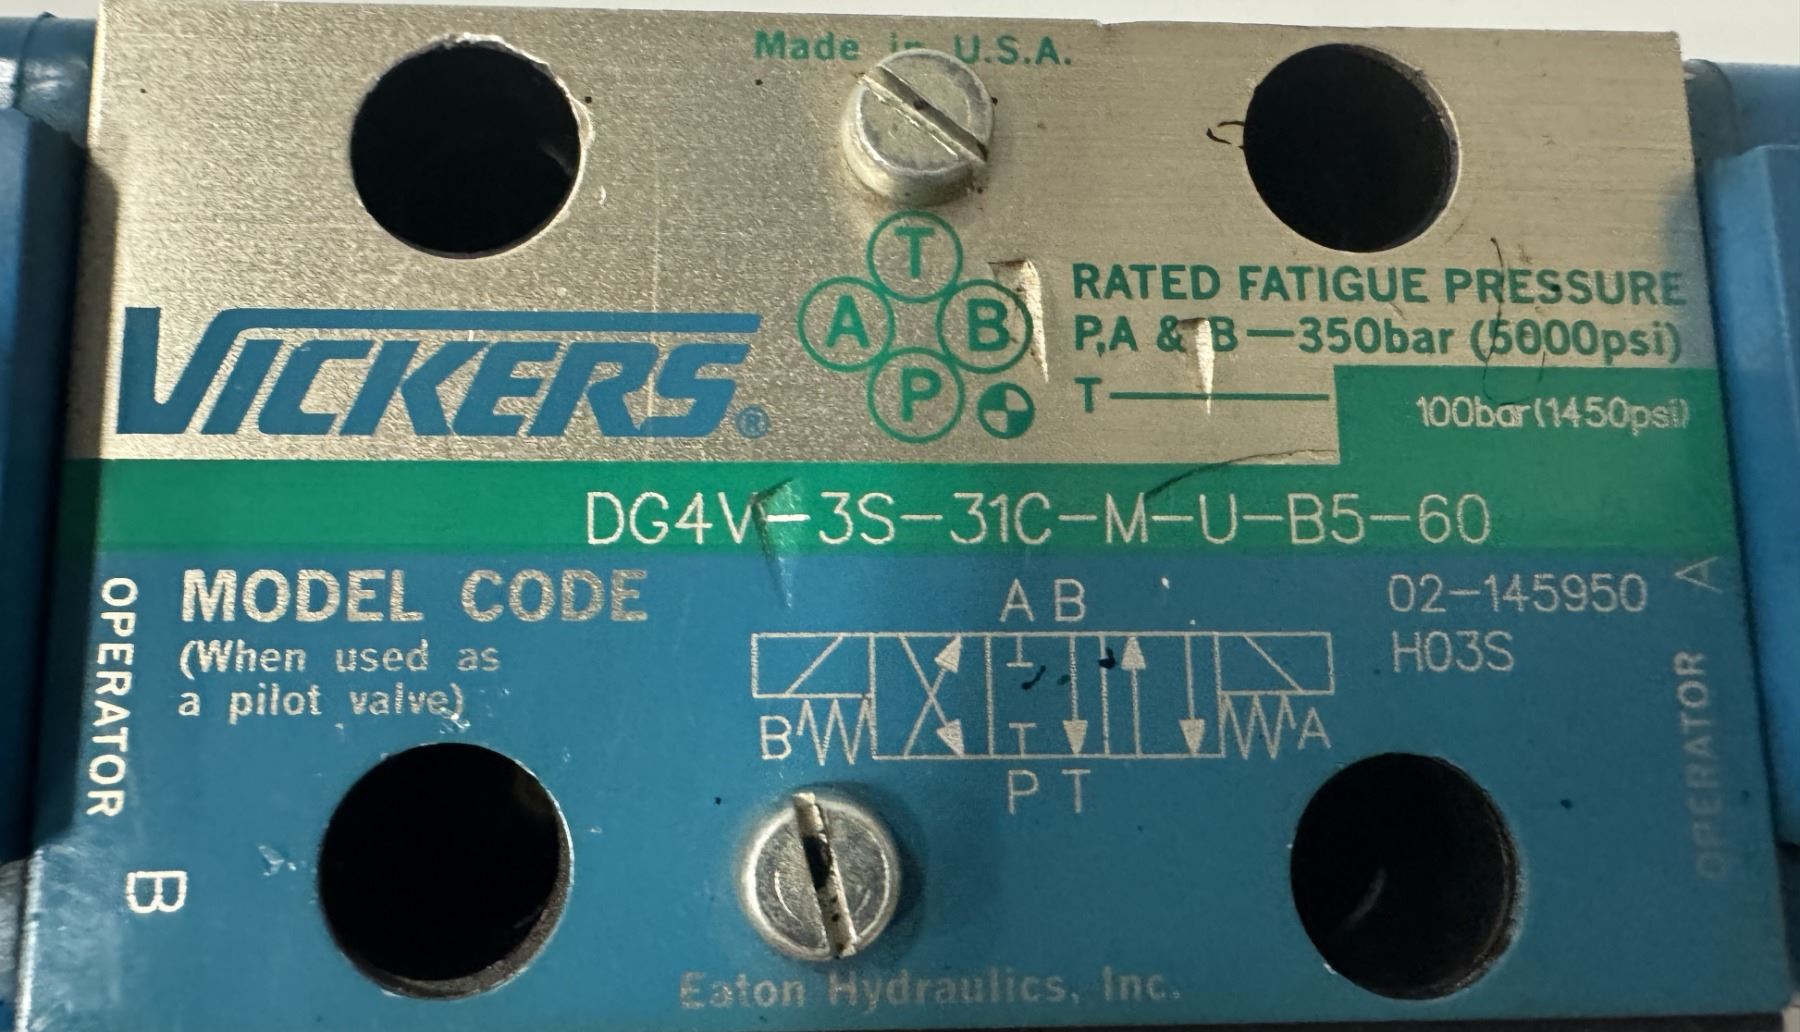 Made in U.S.A.
T
A B
P
VICKERS®
RATED FATIGUE PRESSURE
P,A & B—350bar (5000psi)
T— 100bar(1450psi)
DG4V-3S-31C-M-U-B5-60
MODEL CODE
(When used as
a pilot valve)
A B
B A
P T
02-145950
H03S
OPERATOR B
OPERATOR A
Eaton Hydraulics, Inc.